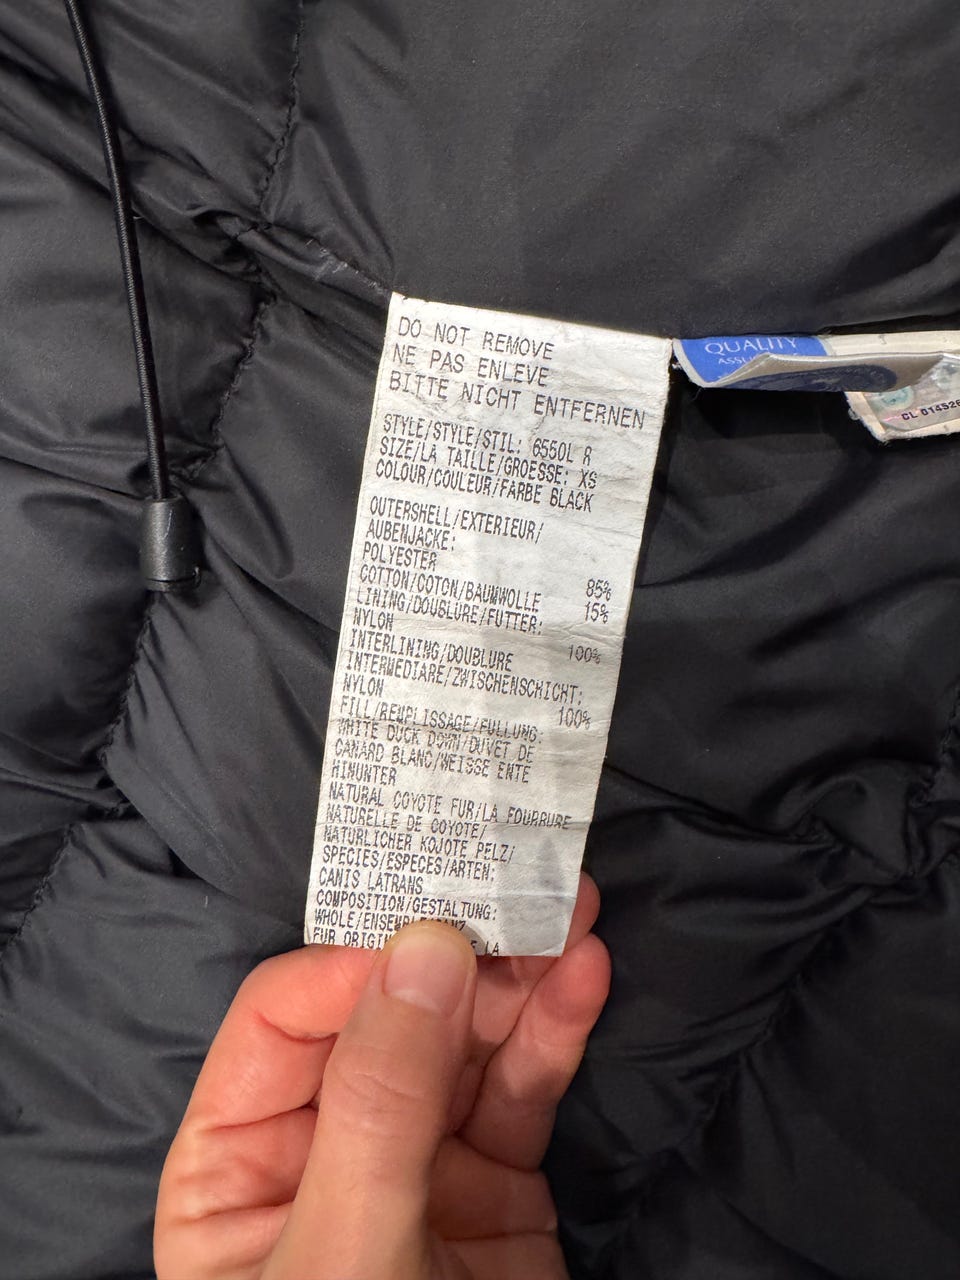 DO NOT REMOVE
NE PAS ENLEVE
BITTE NICHT ENTFERNEN
STYLE/STYLE/STIL: 6550L R
SIZE/LA TAILLE/GROESSE: XS
COLOUR/COULEUR/FARBE BLACK
OUTERSHELL/EXTERIEUR/
AUBENJACKE:
POLYESTER 85%
COTTON/COTON/BAUMWOLLE 15%
LINING/DOUBLURE/FUTTER:
NYLON 100%
INTERLINING/DOUBLURE
INTERMEDIARE/ZWISCHENSCHICHT:
NYLON 100%
FILL/REMPLISSAGE/FULLUNG:
WHITE DUCK DOWN/DUVET DE
CANARD BLANC/WEISSE ENTE
HINUNTER
NATURAL COYOTE FUR/LA FOURRURE
NATURELLE DE COYOTE/
NATURLICHER KOJOTE PELZ/
SPECIES/ESPECES/ARTEN:
CANIS LATRANS
COMPOSITION/GESTALTUNG:
WHOLE/
FUR LA
QUALITY
CL 014526